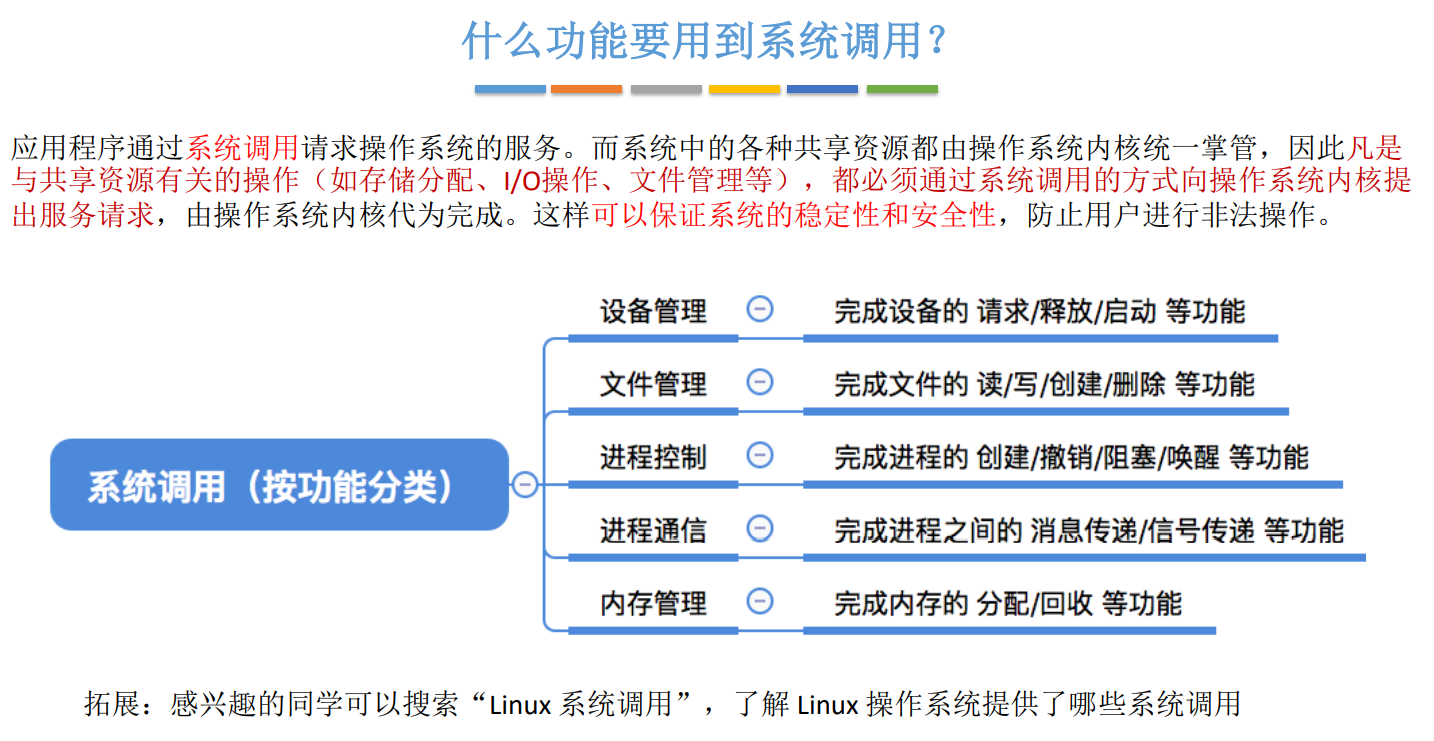 什么功能要用到系统调用？
应用程序通过系统调用请求操作系统的服务。而系统中的各种共享资源都由操作系统内核统一掌管，因此凡是
与共享资源有关的操作（如存储分配、I/O操作、文件管理等），都必须通过系统调用的方式向操作系统内核提
出服务请求，由操作系统内核代为完成。这样可以保证系统的稳定性和安全性，防止用户进行非法操作。
系统调用（按功能分类）
设备管理 完成设备的 请求/释放/启动 等功能
文件管理 完成文件的 读/写/创建/删除 等功能
进程控制 完成进程的 创建/撤销/阻塞/唤醒 等功能
进程通信 完成进程之间的 消息传递/信号传递 等功能
内存管理 完成内存的 分配/回收 等功能
拓展：感兴趣的同学可以搜索“Linux 系统调用”，了解 Linux 操作系统提供了哪些系统调用